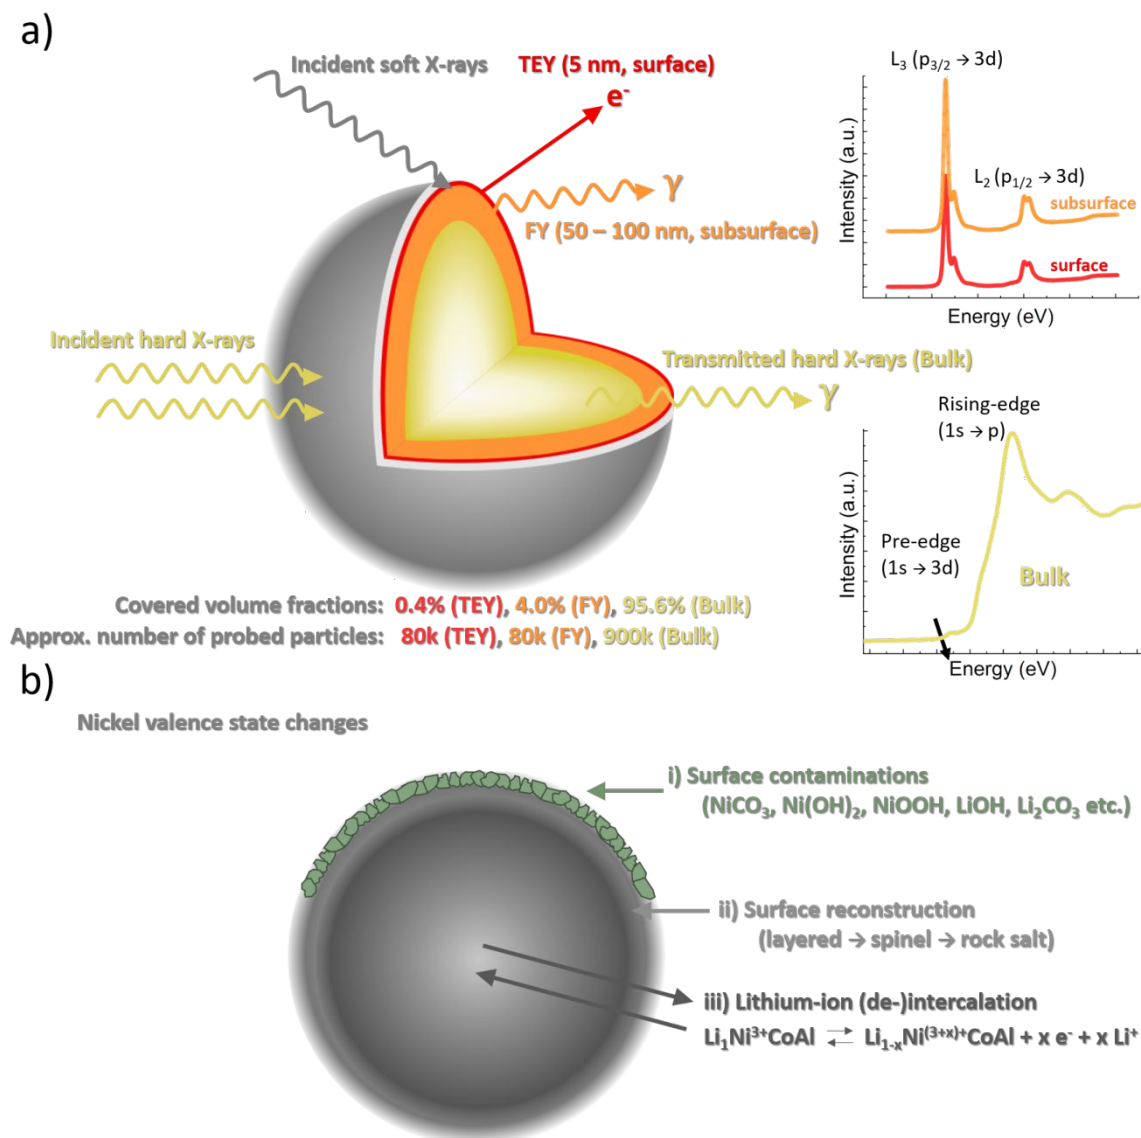 a)
Incident soft X-rays
TEY (5 nm, surface)
e⁻
γ
FY (50 – 100 nm, subsurface)
Incident hard X-rays
Transmitted hard X-rays (Bulk)
γ
L₃ (p₃/₂ → 3d)
L₂ (p₁/₂ → 3d)
subsurface
surface
Intensity (a.u.)
Energy (eV)
Rising-edge
(1s → p)
Pre-edge
(1s → 3d)
Bulk
Intensity (a.u.)
Energy (eV)
Covered volume fractions: 0.4% (TEY), 4.0% (FY), 95.6% (Bulk)
Approx. number of probed particles: 80k (TEY), 80k (FY), 900k (Bulk)
b)
Nickel valence state changes
i) Surface contaminations
(NiCO₃, Ni(OH)₂, NiOOH, LiOH, Li₂CO₃ etc.)
ii) Surface reconstruction
(layered → spinel → rock salt)
iii) Lithium-ion (de-)intercalation
Li₁Ni³⁺CoAl ⇌ Li₁₋ₓNi⁽³⁺ˣ⁾⁺CoAl + x e⁻ + x Li⁺